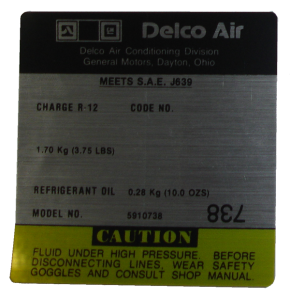 Delco Air
Delco Air Conditioning Division
General Motors, Dayton, Ohio
MEETS S.A.E. J639
CHARGE R-12 CODE NO.
1.70 Kg (3.75 LBS)
REFRIGERANT OIL 0.28 Kg (10.0 OZS)
MODEL NO. 5910738
738
CAUTION
FLUID UNDER HIGH PRESSURE. BEFORE
DISCONNECTING LINES, WEAR SAFETY
GOGGLES AND CONSULT SHOP MANUAL.